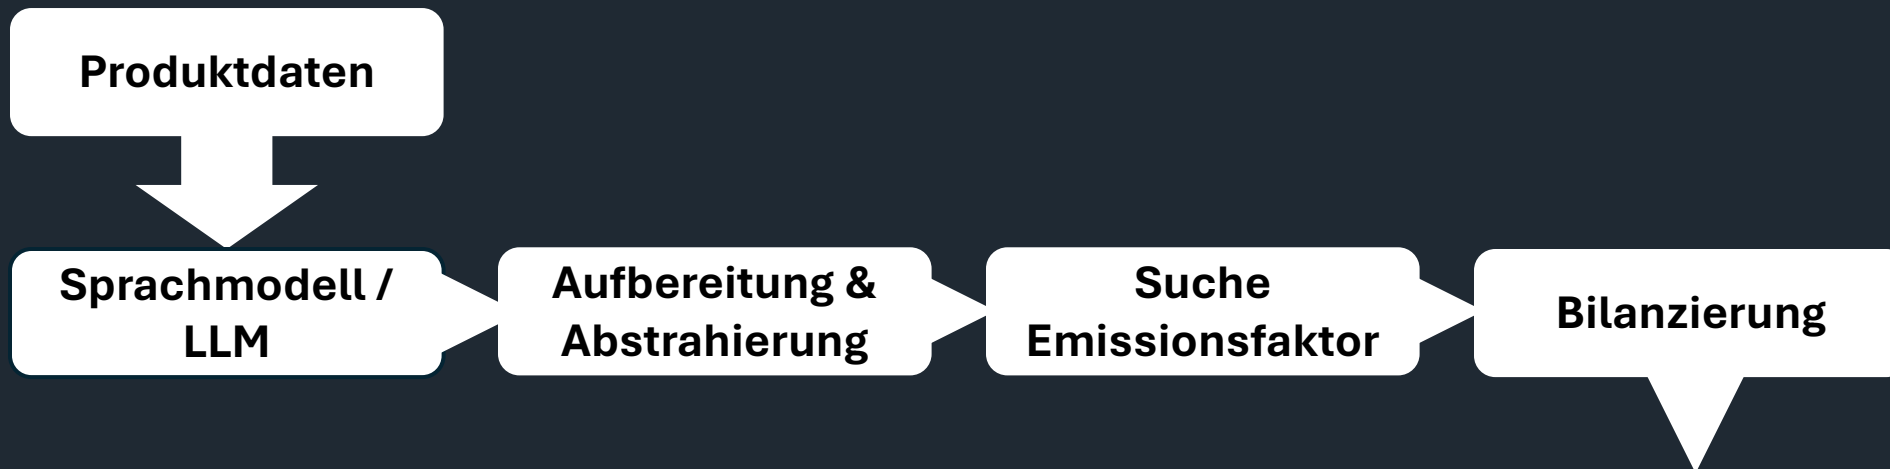 Produktdaten
Sprachmodell /
LLM
Aufbereitung &
Abstrahierung
Suche
Emissionsfaktor
Bilanzierung